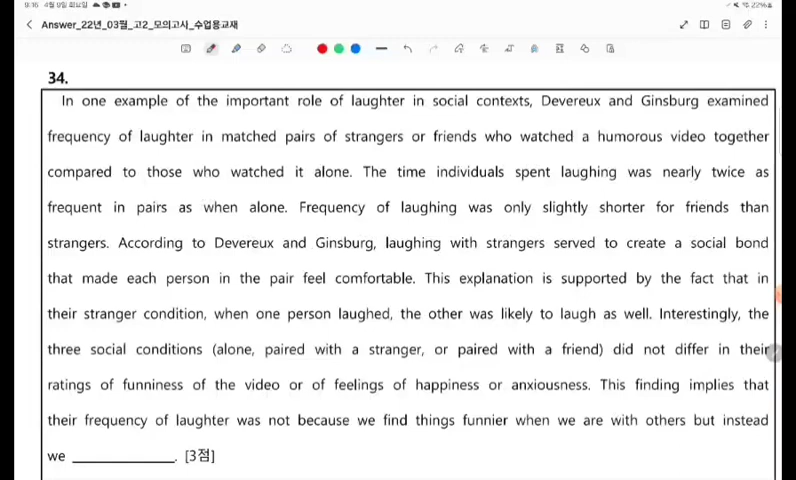 Answer_22년_03월_고2_모의고사_수업용교재
34.
In one example of the important role of laughter in social contexts, Devereux and Ginsburg examined
frequency of laughter in matched pairs of strangers or friends who watched a humorous video together
compared to those who watched it alone. The time individuals spent laughing was nearly twice as
frequent in pairs as when alone. Frequency of laughing was only slightly shorter for friends than
strangers. According to Devereux and Ginsburg, laughing with strangers served to create a social bond
that made each person in the pair feel comfortable. This explanation is supported by the fact that in
their stranger condition, when one person laughed, the other was likely to laugh as well. Interestingly, the
three social conditions (alone, paired with a stranger, or paired with a friend) did not differ in their
ratings of funniness of the video or of feelings of happiness or anxiousness. This finding implies that
their frequency of laughter was not because we find things funnier when we are with others but instead
we ______________. [3점]